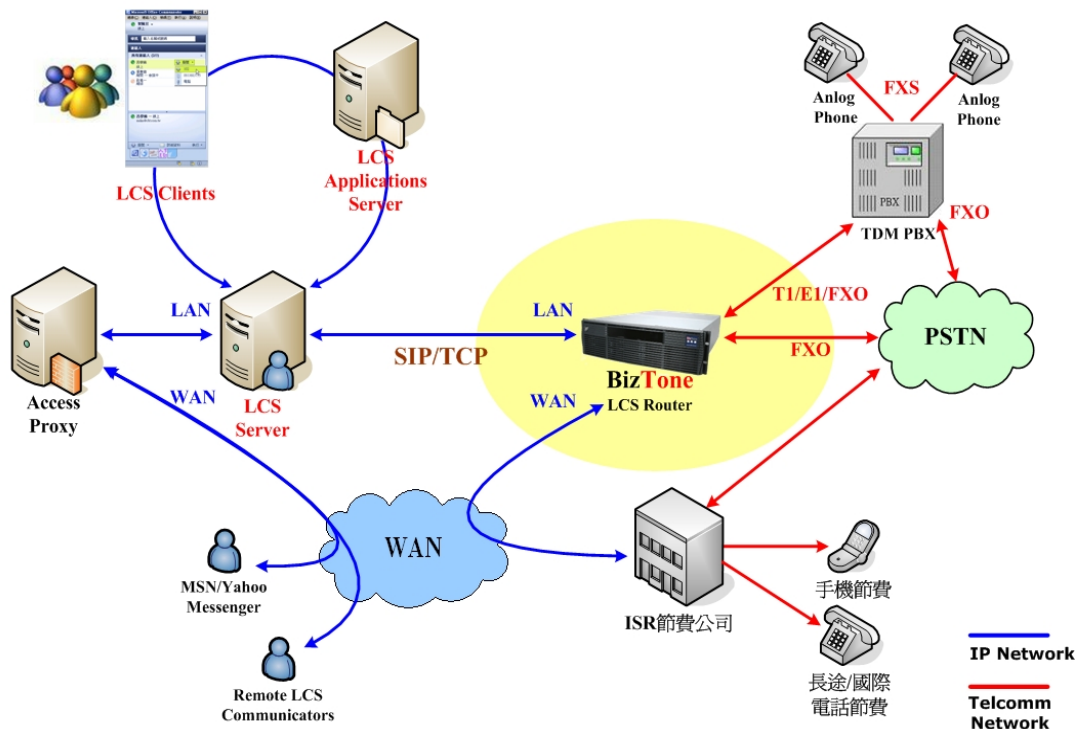 Microsoft Office Communicator
LCS Clients
LCS
Applications
Server
Anlog
Phone
FXS
Anlog
Phone
PBX
TDM PBX
FXO
LAN
LAN
T1/E1/FXO
SIP/TCP
FXO
PSTN
BizTone
LCS Router
WAN
WAN
Access
Proxy
LCS
Server
WAN
MSN/Yahoo
Messenger
Remote LCS
Communicators
ISR節費公司
手機節費
長途/國際
電話節費
IP Network
Telcomm
Network